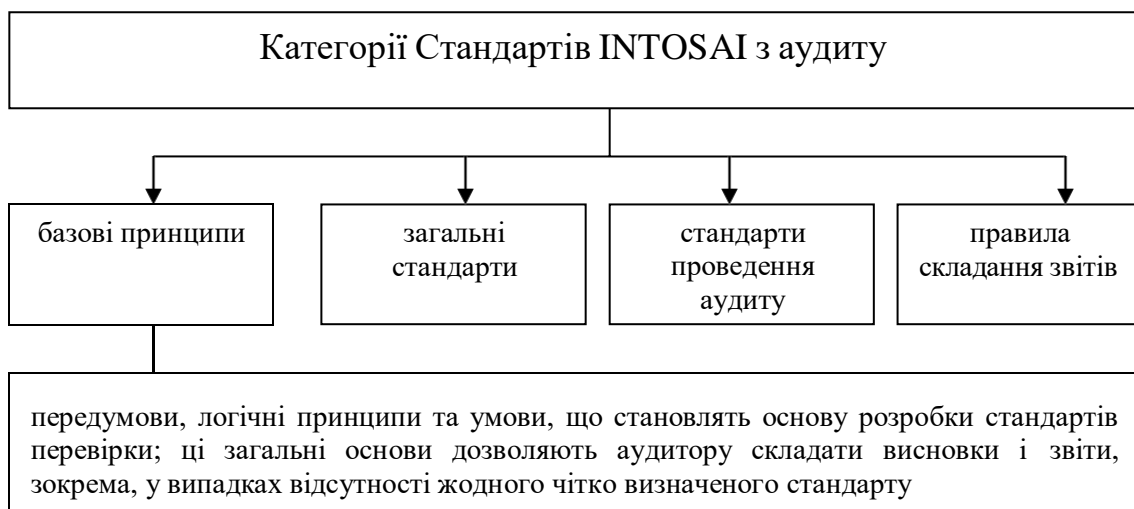 Категорії Стандартів INTOSAI з аудиту
базові принципи
загальні
стандарти
стандарти
проведення
аудиту
правила
складання звітів
передумови, логічні принципи та умови, що становлять основу розробки стандартів
перевірки; ці загальні основи дозволяють аудитору складати висновки і звіти,
зокрема, у випадках відсутності жодного чітко визначеного стандарту